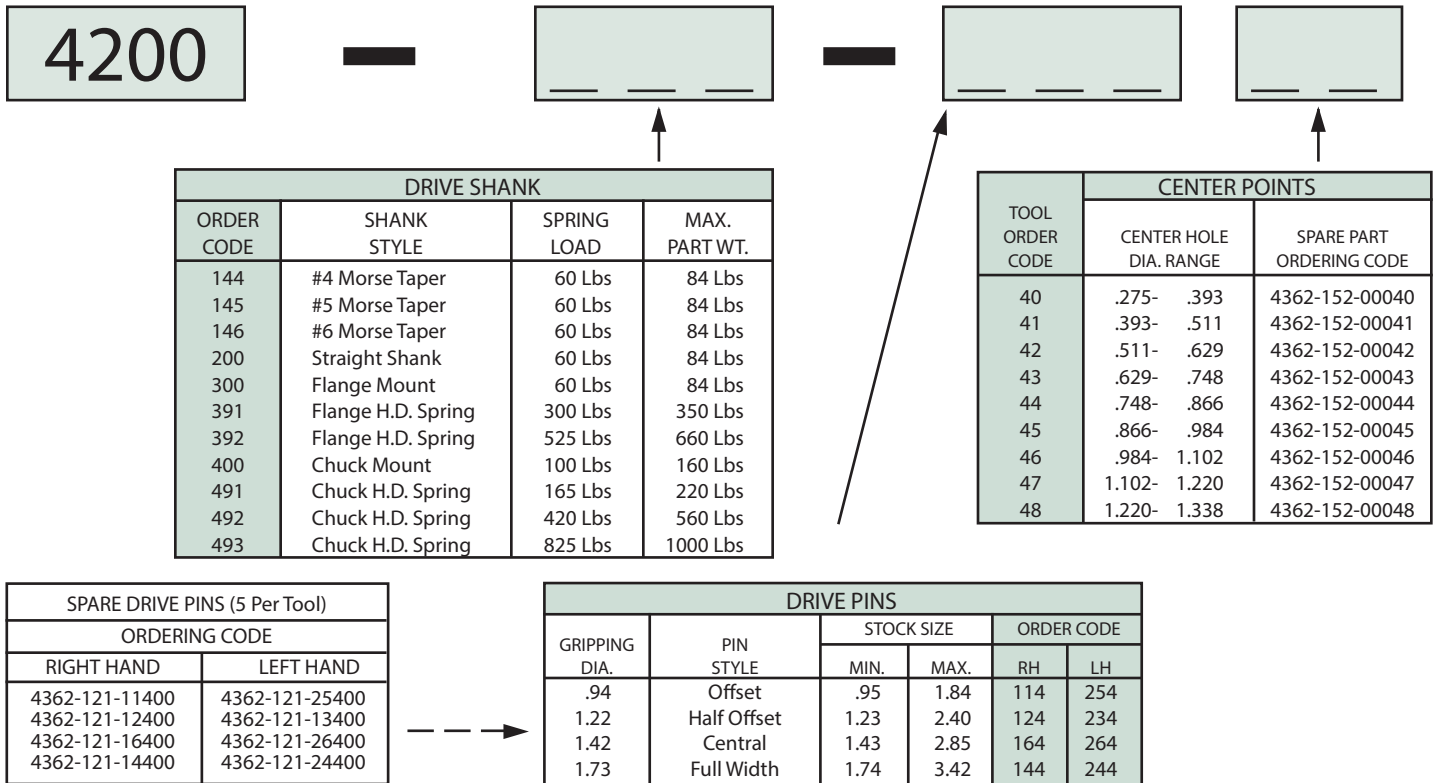 4200
DRIVE SHANK
ORDER CODE SHANK STYLE SPRING LOAD MAX. PART WT.
144 #4 Morse Taper 60 Lbs 84 Lbs
145 #5 Morse Taper 60 Lbs 84 Lbs
146 #6 Morse Taper 60 Lbs 84 Lbs
200 Straight Shank 60 Lbs 84 Lbs
300 Flange Mount 60 Lbs 84 Lbs
391 Flange H.D. Spring 300 Lbs 350 Lbs
392 Flange H.D. Spring 525 Lbs 660 Lbs
400 Chuck Mount 100 Lbs 160 Lbs
491 Chuck H.D. Spring 165 Lbs 220 Lbs
492 Chuck H.D. Spring 420 Lbs 560 Lbs
493 Chuck H.D. Spring 825 Lbs 1000 Lbs
CENTER POINTS
TOOL ORDER CODE CENTER HOLE DIA. RANGE SPARE PART ORDERING CODE
40 .275- .393 4362-152-00040
41 .393- .511 4362-152-00041
42 .511- .629 4362-152-00042
43 .629- .748 4362-152-00043
44 .748- .866 4362-152-00044
45 .866- .984 4362-152-00045
46 .984- 1.102 4362-152-00046
47 1.102- 1.220 4362-152-00047
48 1.220- 1.338 4362-152-00048
SPARE DRIVE PINS (5 Per Tool)
ORDERING CODE
RIGHT HAND LEFT HAND
4362-121-11400 4362-121-25400
4362-121-12400 4362-121-13400
4362-121-16400 4362-121-26400
4362-121-14400 4362-121-24400
DRIVE PINS
GRIPPING DIA. PIN STYLE STOCK SIZE ORDER CODE
MIN. MAX. RH LH
.94 Offset .95 1.84 114 254
1.22 Half Offset 1.23 2.40 124 234
1.42 Central 1.43 2.85 164 264
1.73 Full Width 1.74 3.42 144 244